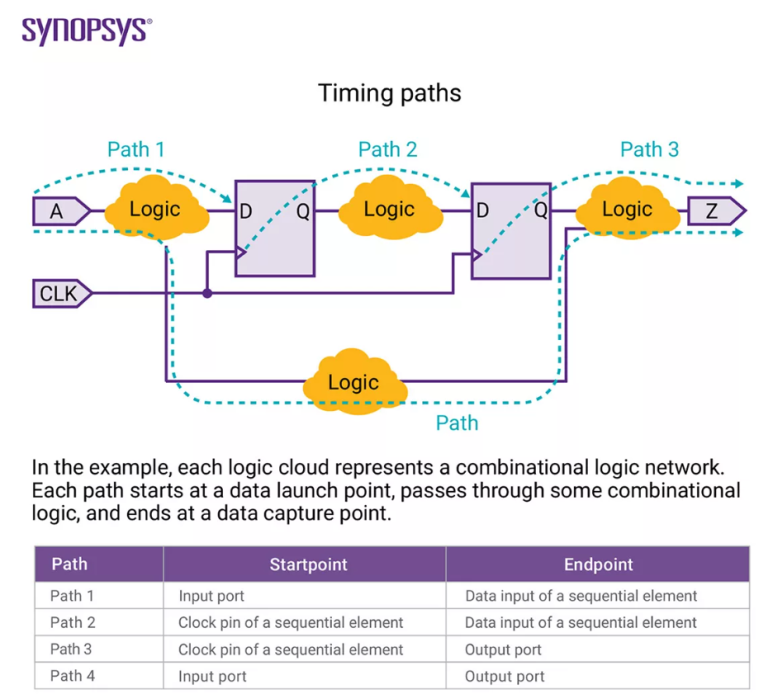 SYNOPSYS®
Timing paths
Path 1 Path 2 Path 3
A Logic D Q Logic D Q Logic Z
CLK
Logic
Path
In the example, each logic cloud represents a combinational logic network.
Each path starts at a data launch point, passes through some combinational
logic, and ends at a data capture point.
Path Startpoint Endpoint
Path 1 Input port Data input of a sequential element
Path 2 Clock pin of a sequential element Data input of a sequential element
Path 3 Clock pin of a sequential element Output port
Path 4 Input port Output port